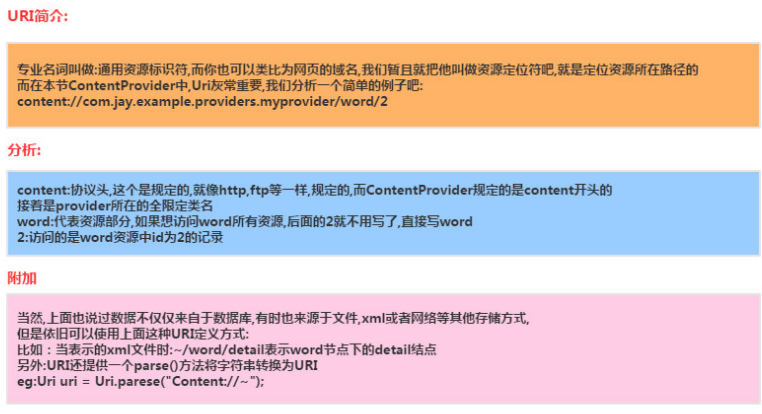 URI简介:
专业名词叫做:通用资源标识符,而你也可以类比为网页的域名,我们暂且就把他叫做资源定位符吧,就是定位资源所在路径的
而在本节ContentProvider中,Uri灰常重要,我们分析一个简单的例子吧:
content://com.jay.example.providers.myprovider/word/2
分析:
content:协议头,这个是规定的,就像http,ftp等一样,规定的,而ContentProvider规定的是content开头的
接着是provider所在的全限定类名
word:代表资源部分,如果想访问word所有资源,后面的2就不用写了,直接写word
2:访问的是word资源中id为2的记录
附加
当然,上面也说过数据不仅仅来自于数据库,有时也来源于文件,xml或者网络等其他存储方式,
但是依旧可以使用上面这种URI定义方式:
比如：当表示的xml文件时:~/word/detail表示word节点下的detail结点
另外:URI还提供一个parse()方法将字符串转换为URI
eg:Uri uri = Uri.parese("Content://~");